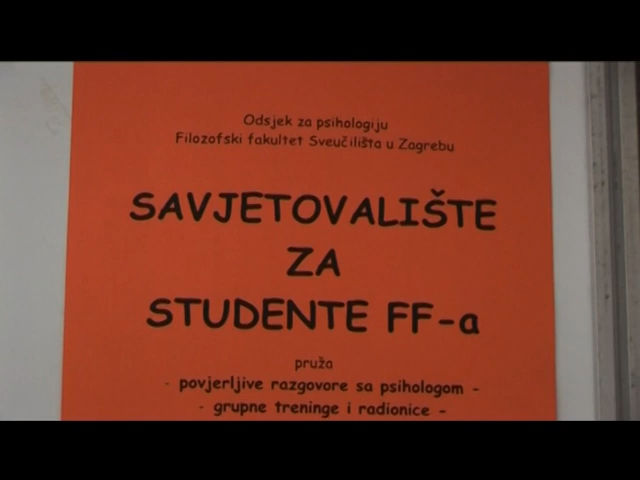 Odsjek za psihologiju
Filozofski fakultet Sveučilišta u Zagrebu
SAVJETOVALIŠTE
ZA
STUDENTE FF-a
pruža
- povjerljive razgovore sa psihologom -
- grupne treninge i radionice -